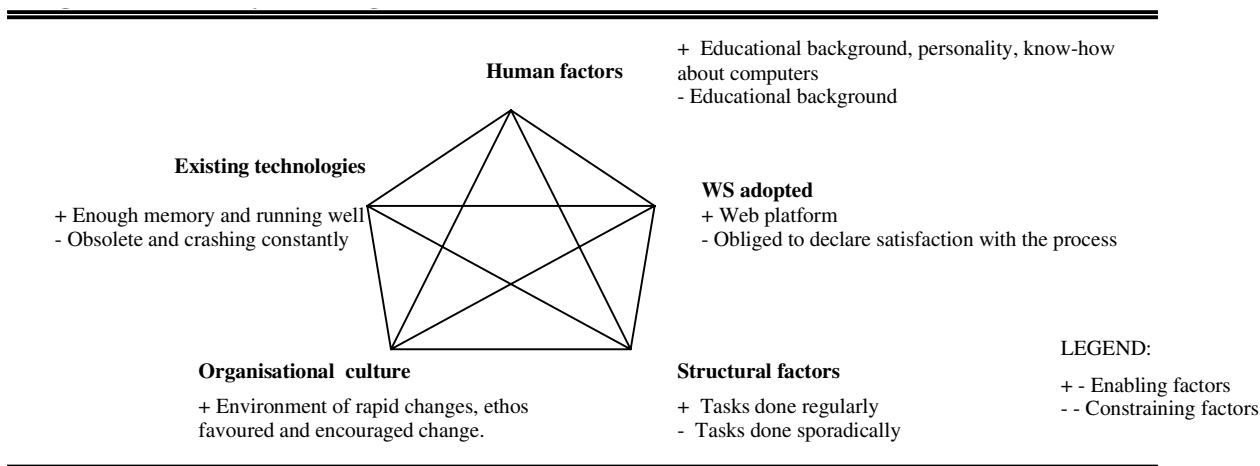 Human factors
+ Educational background, personality, know-how
about computers
- Educational background
Existing technologies
+ Enough memory and running well
- Obsolete and crashing constantly
WS adopted
+ Web platform
- Obliged to declare satisfaction with the process
Organisational culture
+ Environment of rapid changes, ethos
favoured and encouraged change.
Structural factors
+ Tasks done regularly
- Tasks done sporadically
LEGEND:
+ - Enabling factors
- - Constraining factors